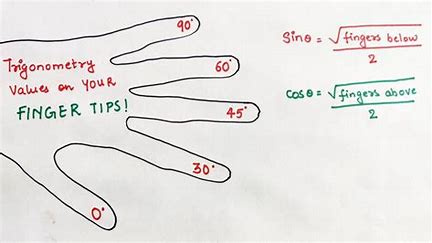 Trigonometry
Values on YOUR
FINGER TIPS!
90°
60°
45°
30°
0°
Sinθ = √fingers below / 2
cosθ = √fingers above / 2